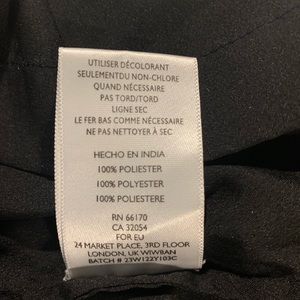 UTILISER DÉCOLORANT
SEULEMENTDU NON-CHLORE
QUAND NÉCESSAIRE
PAS TORD/TORD
LIGNE SEC
LE FER BAS COMME NÉCESSAIRE
NE PAS NETTOYER À SEC
HECHO EN INDIA
100% POLIESTER
100% POLYESTER
100% POLIESTERE
RN 66170
CA 32054
FOR EU
24 MARKET PLACE, 3RD FLOOR
LONDON, UK WIW8AN
BATCH # 23W122Y103C